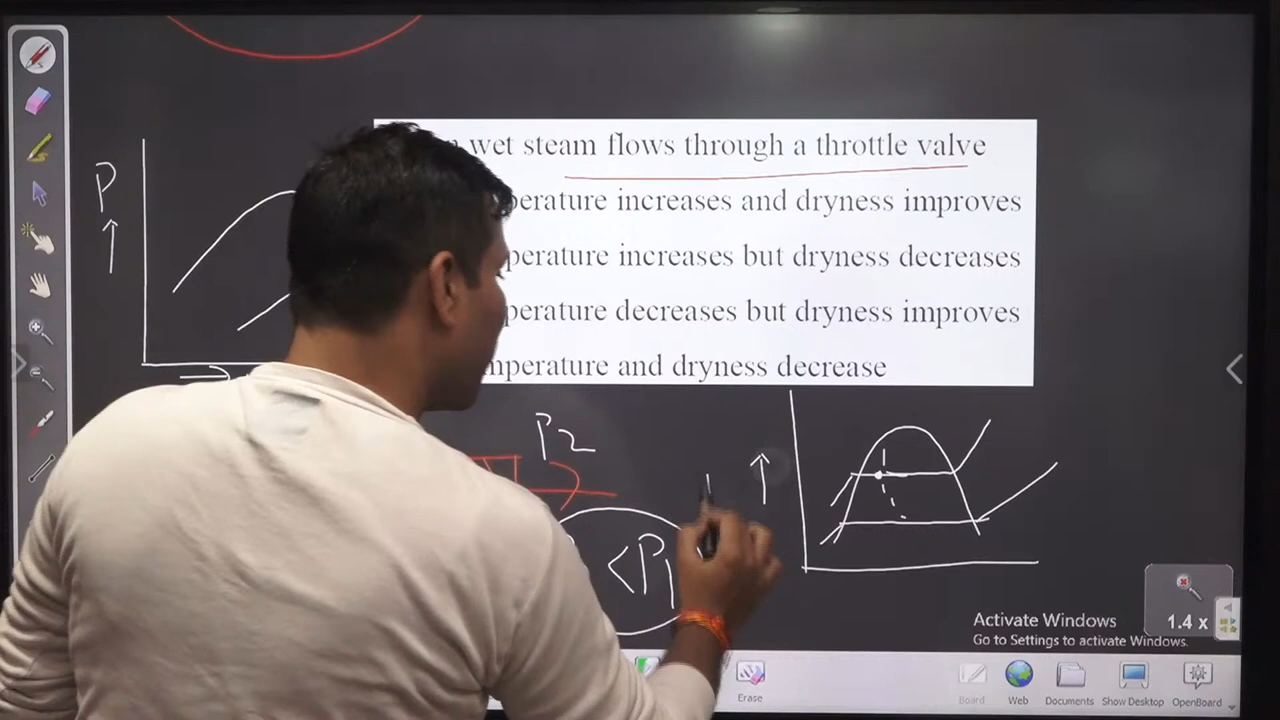 wet steam flows through a throttle valve
perature increases and dryness improves
perature increases but dryness decreases
perature decreases but dryness improves
mperature and dryness decrease
P
P2
<P1
Activate Windows
Go to Settings to activate Windows.
1.4 x
Erase
Board
Web
Documents
Show Desktop
OpenBoard